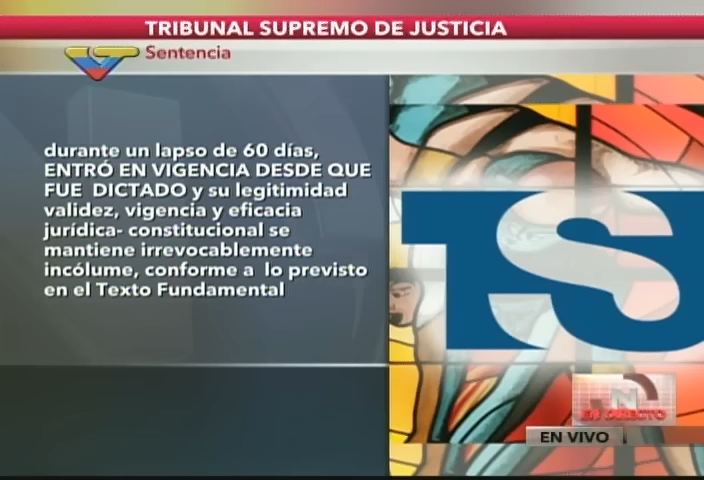 TRIBUNAL SUPREMO DE JUSTICIA
Sentencia
durante un lapso de 60 días,
ENTRÓ EN VIGENCIA DESDE QUE
FUE DICTADO y su legitimidad
validez, vigencia y eficacia
jurídica- constitucional se
mantiene irrevocablemente
incólume, conforme a lo previsto
en el Texto Fundamental
TSJ
N
EN DIRECTO
EN VIVO